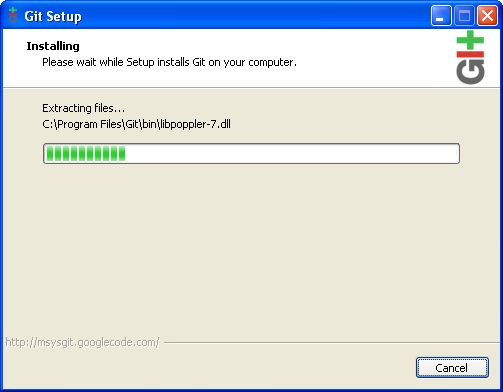 Git Setup
Installing
Please wait while Setup installs Git on your computer.
Git
Extracting files...
C:\Program Files\Git\bin\libpoppler-7.dll
http://msysgit.googlecode.com/
Cancel